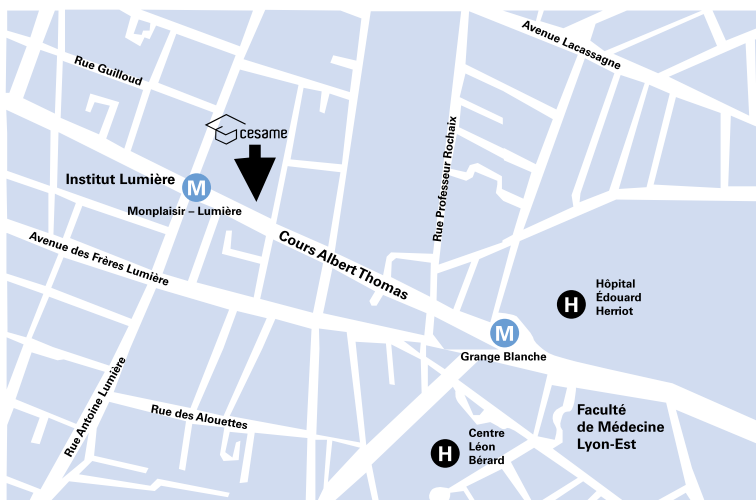 Avenue Lacassagne
Rue Guilloud
cesame
Rue Professeur Rochaix
Institut Lumière
M
Monplaisir – Lumière
Avenue des Frères Lumière
Cours Albert Thomas
H
Hôpital
Édouard
Herriot
M
Grange Blanche
Rue Antoine Lumière
Rue des Alouettes
Faculté
de Médecine
Lyon-Est
H
Centre
Léon
Bérard